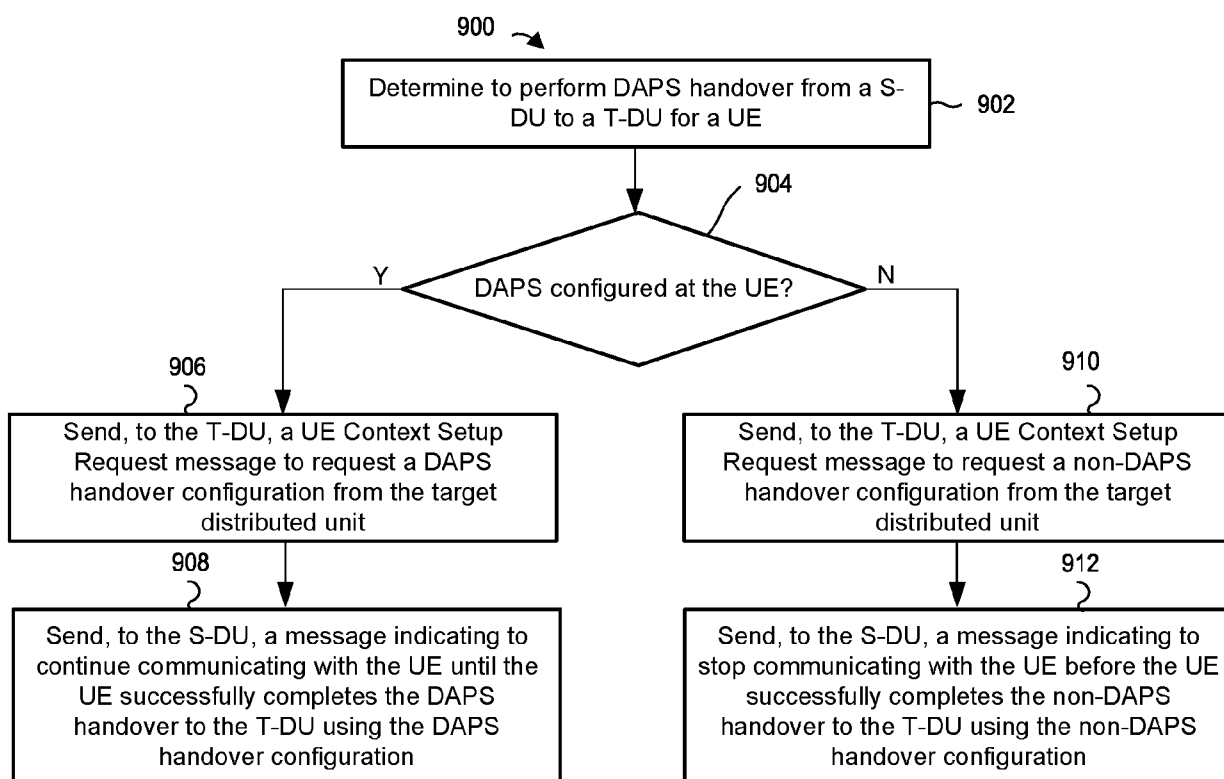 900
Determine to perform DAPS handover from a S-
DU to a T-DU for a UE
902
904
DAPS configured at the UE?
Y
N
906
Send, to the T-DU, a UE Context Setup
Request message to request a DAPS
handover configuration from the target
distributed unit
908
Send, to the S-DU, a message indicating to
continue communicating with the UE until the
UE successfully completes the DAPS
handover to the T-DU using the DAPS
handover configuration
910
Send, to the T-DU, a UE Context Setup
Request message to request a non-DAPS
handover configuration from the target
distributed unit
912
Send, to the S-DU, a message indicating to
stop communicating with the UE before the UE
successfully completes the non-DAPS
handover to the T-DU using the non-DAPS
handover configuration